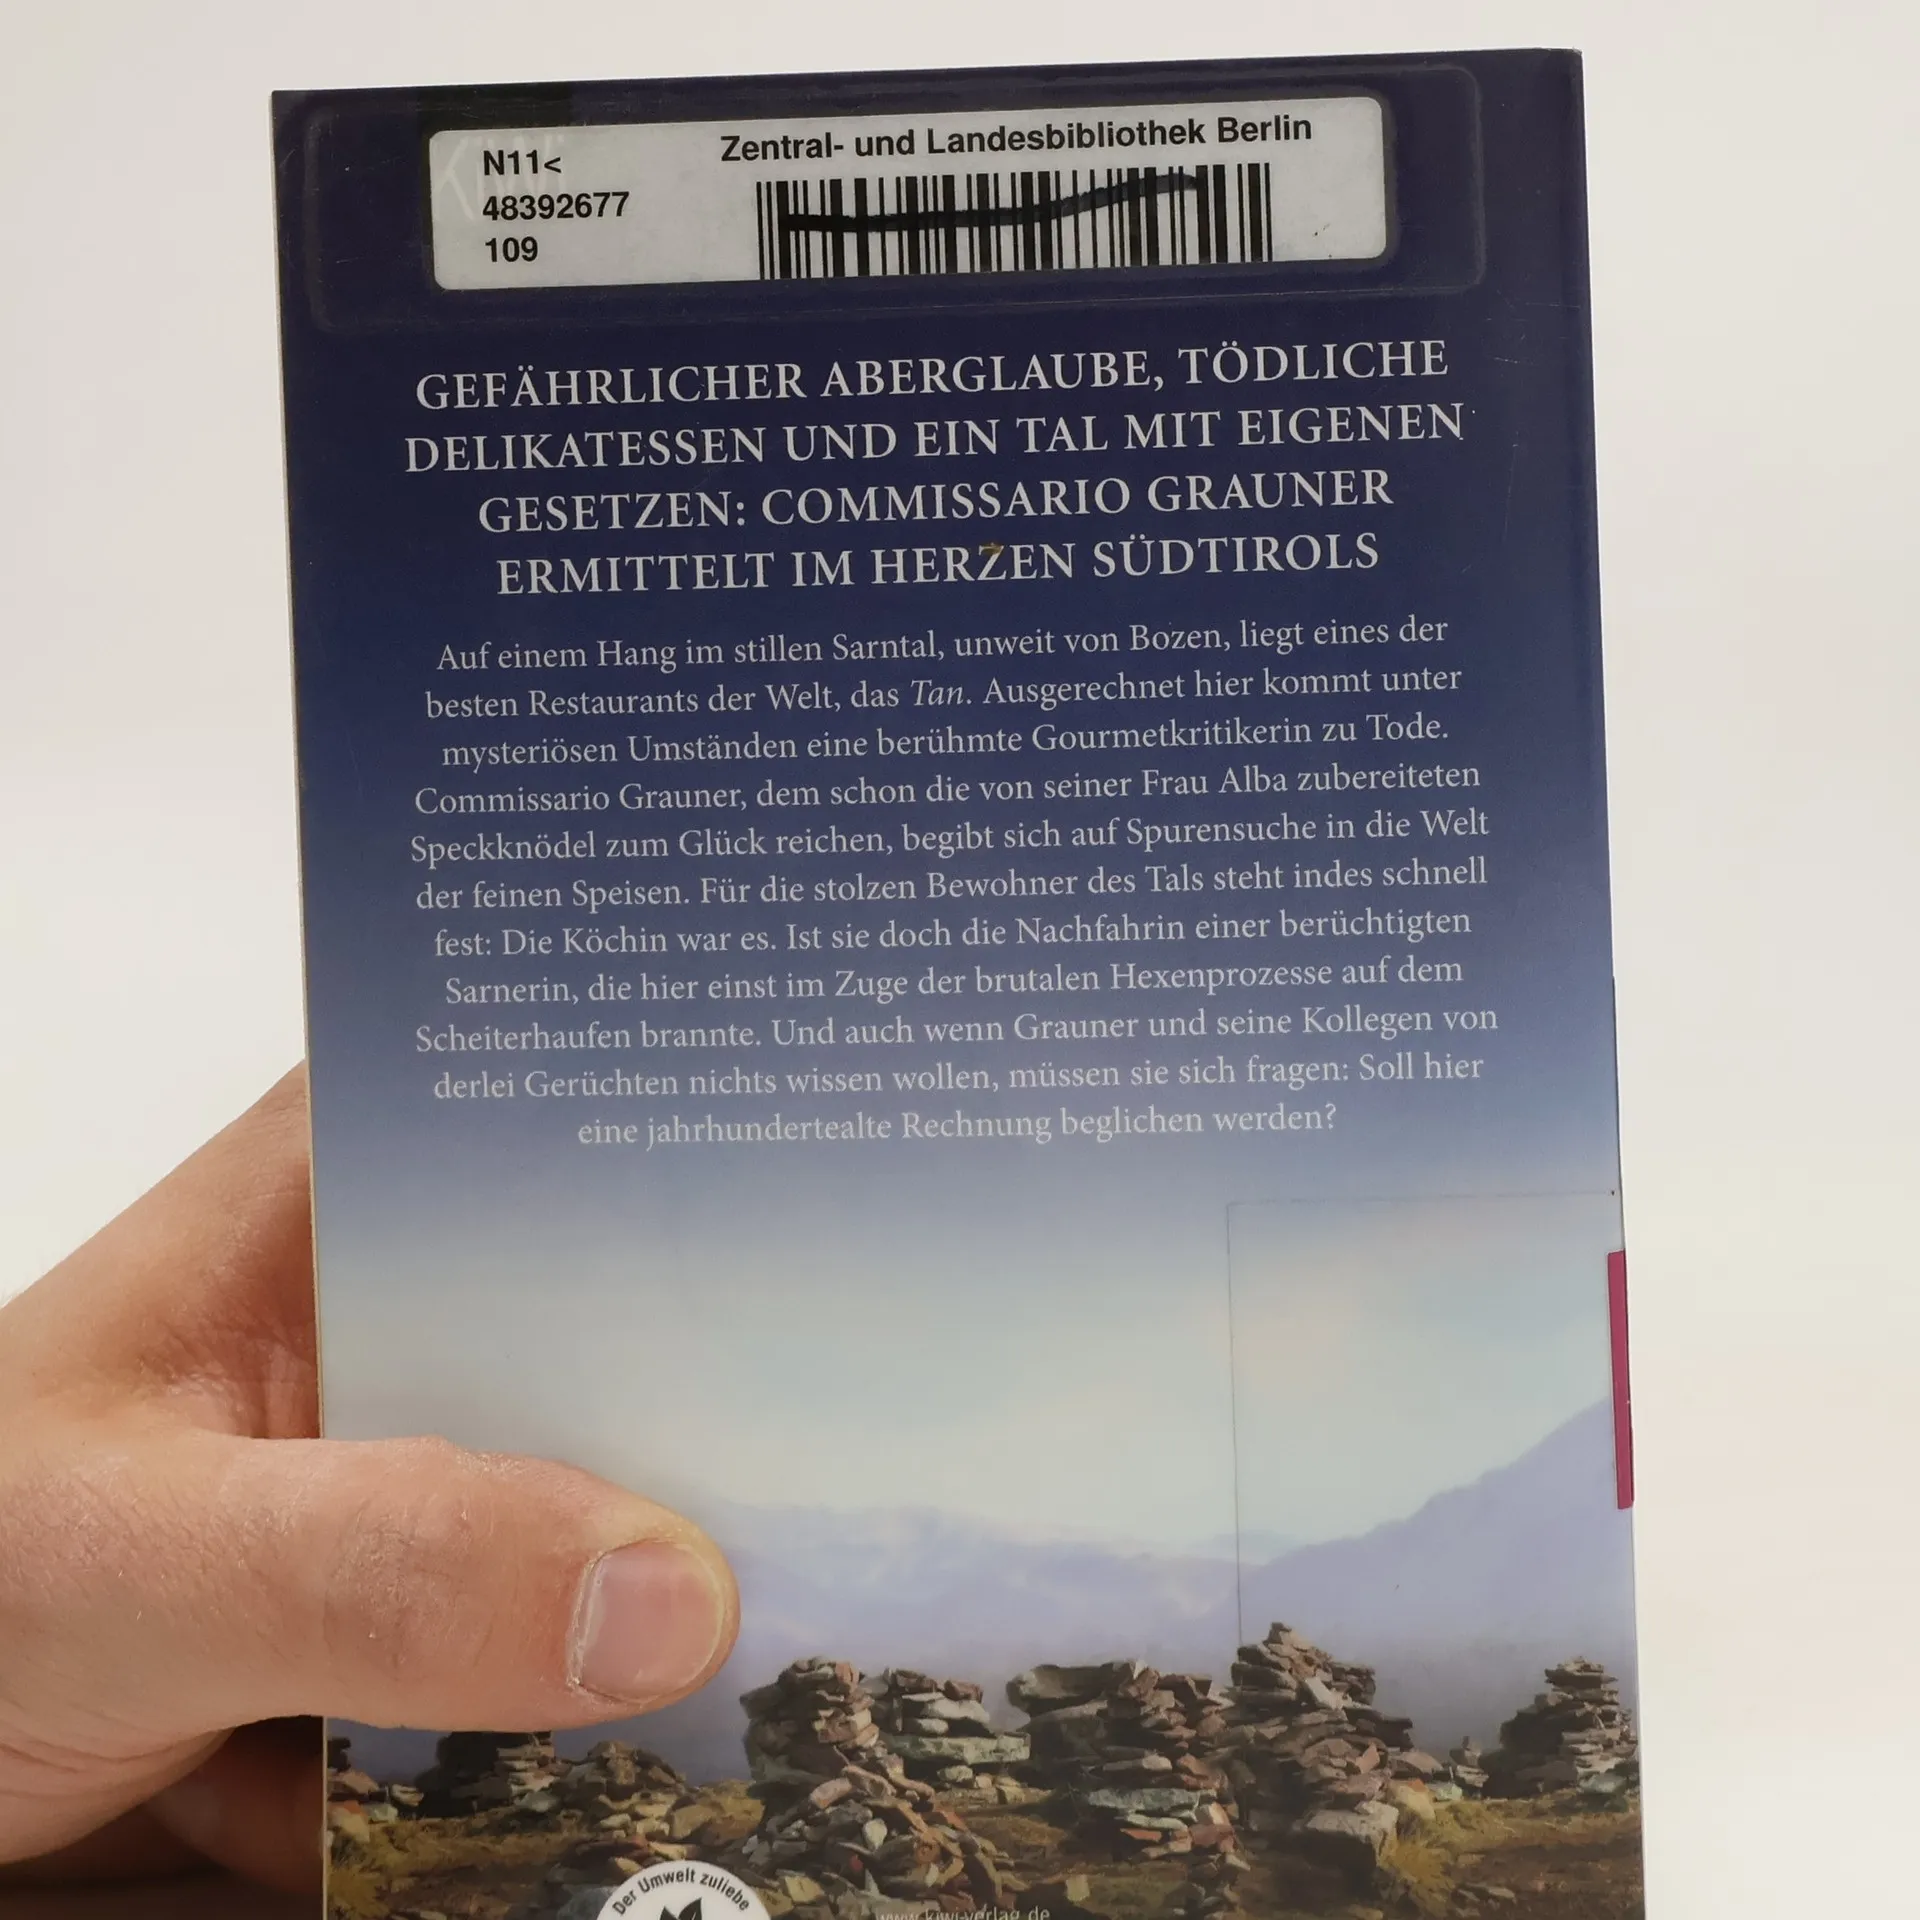 Zentral- und Landesbibliothek Berlin
N11<
48392677
109
GEFÄHRLICHER ABERGLAUBE, TÖDLICHE
DELIKATESSEN UND EIN TAL MIT EIGENEN
GESETZEN: COMMISSARIO GRAUNER
ERMITTELT IM HERZEN SÜDTIROLS
Auf einem Hang im stillen Sarntal, unweit von Bozen, liegt eines der
besten Restaurants der Welt, das Tan. Ausgerechnet hier kommt unter
mysteriösen Umständen eine berühmte Gourmetkritikerin zu Tode.
Commissario Grauner, dem schon die von seiner Frau Alba zubereiteten
Speckknödel zum Glück reichen, begibt sich auf Spurensuche in die Welt
der feinen Speisen. Für die stolzen Bewohner des Tals steht indes schnell
fest: Die Köchin war es. Ist sie doch die Nachfahrin einer berüchtigten
Sarnerin, die hier einst im Zuge der brutalen Hexenprozesse auf dem
Scheiterhaufen brannte. Und auch wenn Grauner und seine Kollegen von
derlei Gerüchten nichts wissen wollen, müssen sie sich fragen: Soll hier
eine jahrhundertealte Rechnung beglichen werden?
Der Umwelt zuliebe
www.kiwi-verlag.de